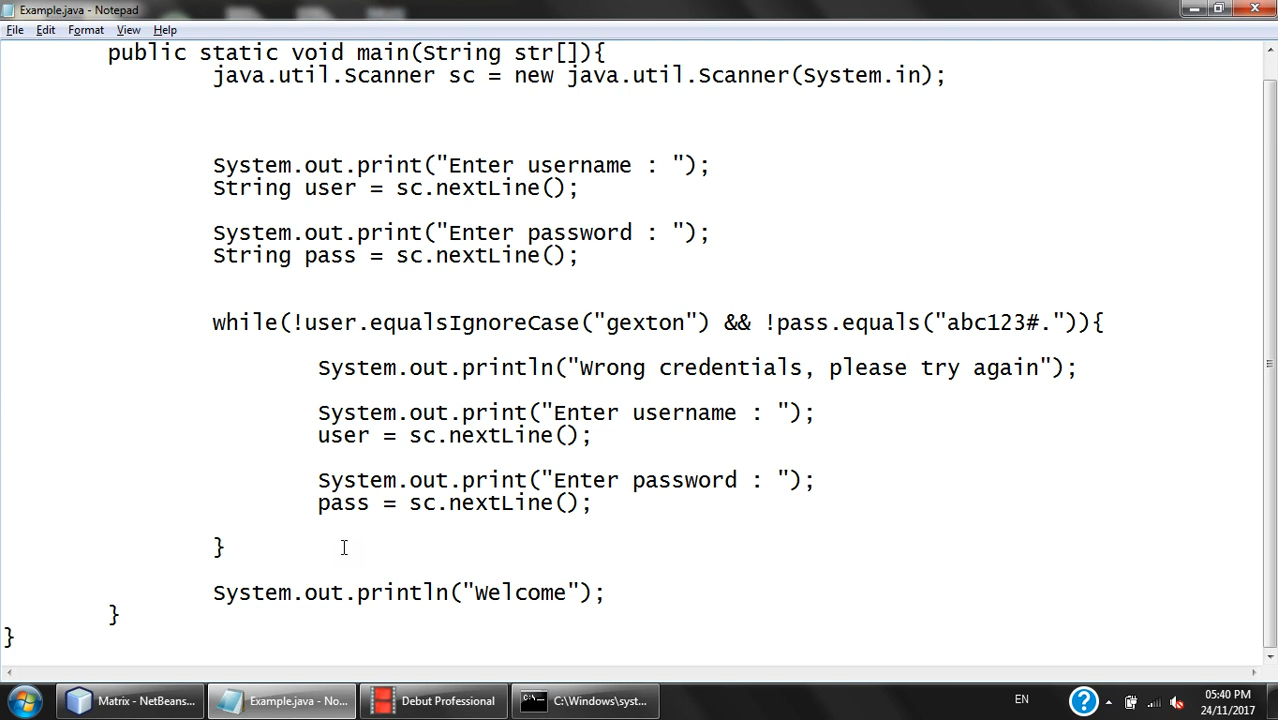 Example.java - Notepad
File Edit Format View Help
public static void main(String str[]){
java.util.Scanner sc = new java.util.Scanner(System.in);
System.out.print("Enter username : ");
String user = sc.nextLine();
System.out.print("Enter password : ");
String pass = sc.nextLine();
while(!user.equalsIgnoreCase("gexton") && !pass.equals("abc123#.")){
System.out.println("Wrong credentials, please try again");
System.out.print("Enter username : ");
user = sc.nextLine();
System.out.print("Enter password : ");
pass = sc.nextLine();
}
System.out.println("Welcome");
}
}
Matrix - NetBeans... Example.java - No... Debut Professional C:\Windows\syst... EN 05:40 PM
24/11/2017